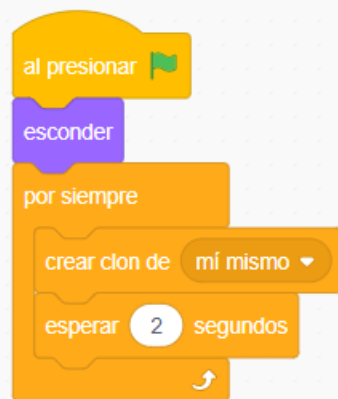 al presionar
esconder
por siempre
crear clon de mí mismo
esperar 2 segundos